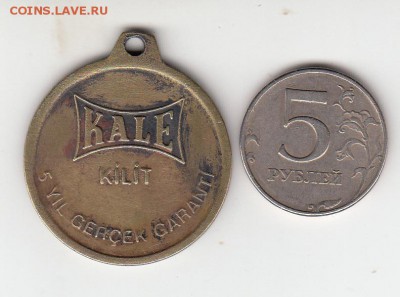 COINS.LAVE.RU
KALE
KİLİT
5 YIL GERÇEK GARANTİ
5
РУБЛЕЙ